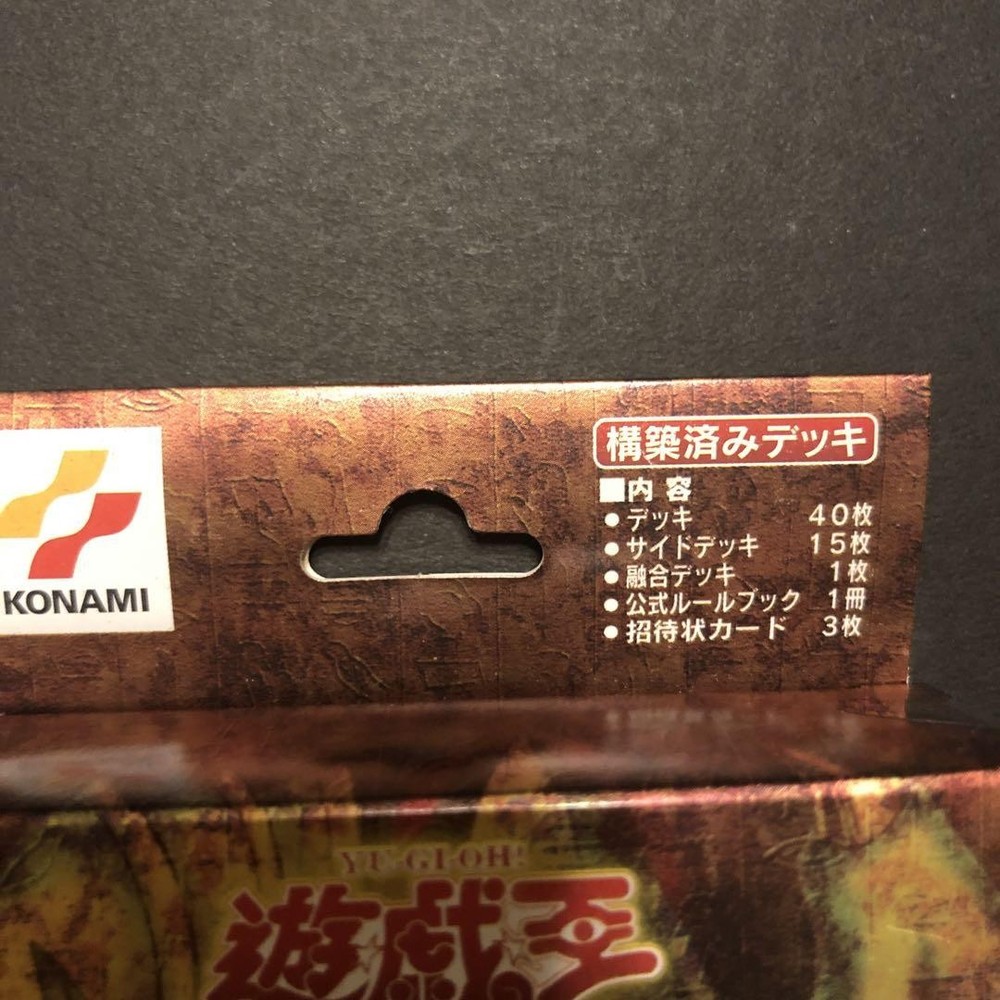 KONAMI
構築済みデッキ
■内容
●デッキ 40枚
●サイドデッキ 15枚
●融合デッキ 1枚
●公式ルールブック 1冊
●招待状カード 3枚
YU-GI-OH!
遊戯王